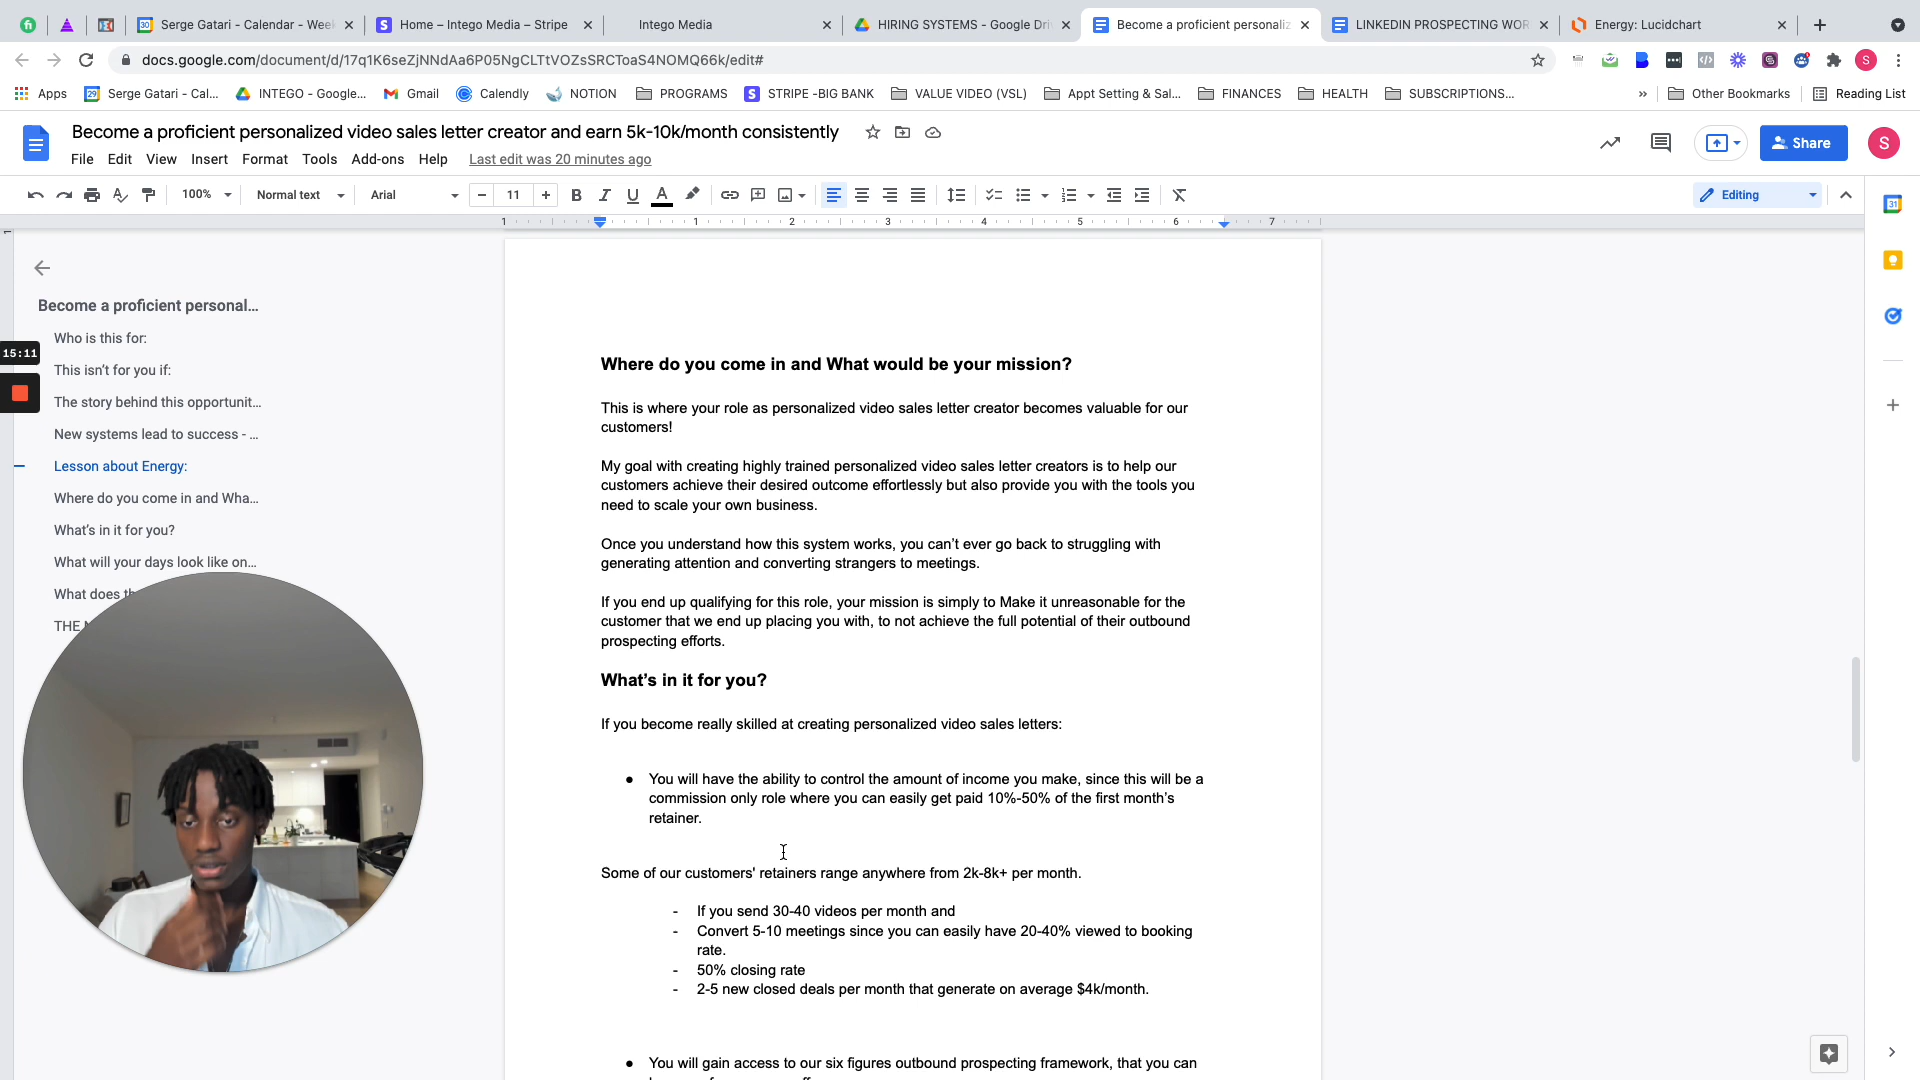 Serge Gatari - Calendar - Week
Home – Intego Media – Stripe
Intego Media
HIRING SYSTEMS - Google Dri
Become a proficient personaliz
LINKEDIN PROSPECTING WOR
Energy: Lucidchart
docs.google.com/document/d/17q1K6seZjNNdAa6P05NgCLTtVOZsSRCToaS4NOMQ66k/edit#
S
Apps
Serge Gatari - Cal...
INTEGO - Google...
Gmail
Calendly
NOTION
PROGRAMS
STRIPE -BIG BANK
VALUE VIDEO (VSL)
Appt Setting & Sal...
FINANCES
HEALTH
SUBSCRIPTIONS...
»
Other Bookmarks
Reading List
Become a proficient personalized video sales letter creator and earn 5k-10k/month consistently
File Edit View Insert Format Tools Add-ons Help Last edit was 20 minutes ago
Share
S
100%
Normal text
Arial
11
B I U A
Editing
1 1 2 3 4 5 6 7
31
Become a proficient personal...
Who is this for:
15:11
This isn't for you if:
The story behind this opportunit...
New systems lead to success - ...
Lesson about Energy:
Where do you come in and Wha...
What's in it for you?
What will your days look like on...
What does th
THE
Where do you come in and What would be your mission?
This is where your role as personalized video sales letter creator becomes valuable for our
customers!
My goal with creating highly trained personalized video sales letter creators is to help our
customers achieve their desired outcome effortlessly but also provide you with the tools you
need to scale your own business.
Once you understand how this system works, you can't ever go back to struggling with
generating attention and converting strangers to meetings.
If you end up qualifying for this role, your mission is simply to Make it unreasonable for the
customer that we end up placing you with, to not achieve the full potential of their outbound
prospecting efforts.
What's in it for you?
If you become really skilled at creating personalized video sales letters:
● You will have the ability to control the amount of income you make, since this will be a
commission only role where you can easily get paid 10%-50% of the first month's
retainer.
Some of our customers' retainers range anywhere from 2k-8k+ per month.
- If you send 30-40 videos per month and
- Convert 5-10 meetings since you can easily have 20-40% viewed to booking
rate.
- 50% closing rate
- 2-5 new closed deals per month that generate on average $4k/month.
● You will gain access to our six figures outbound prospecting framework, that you can